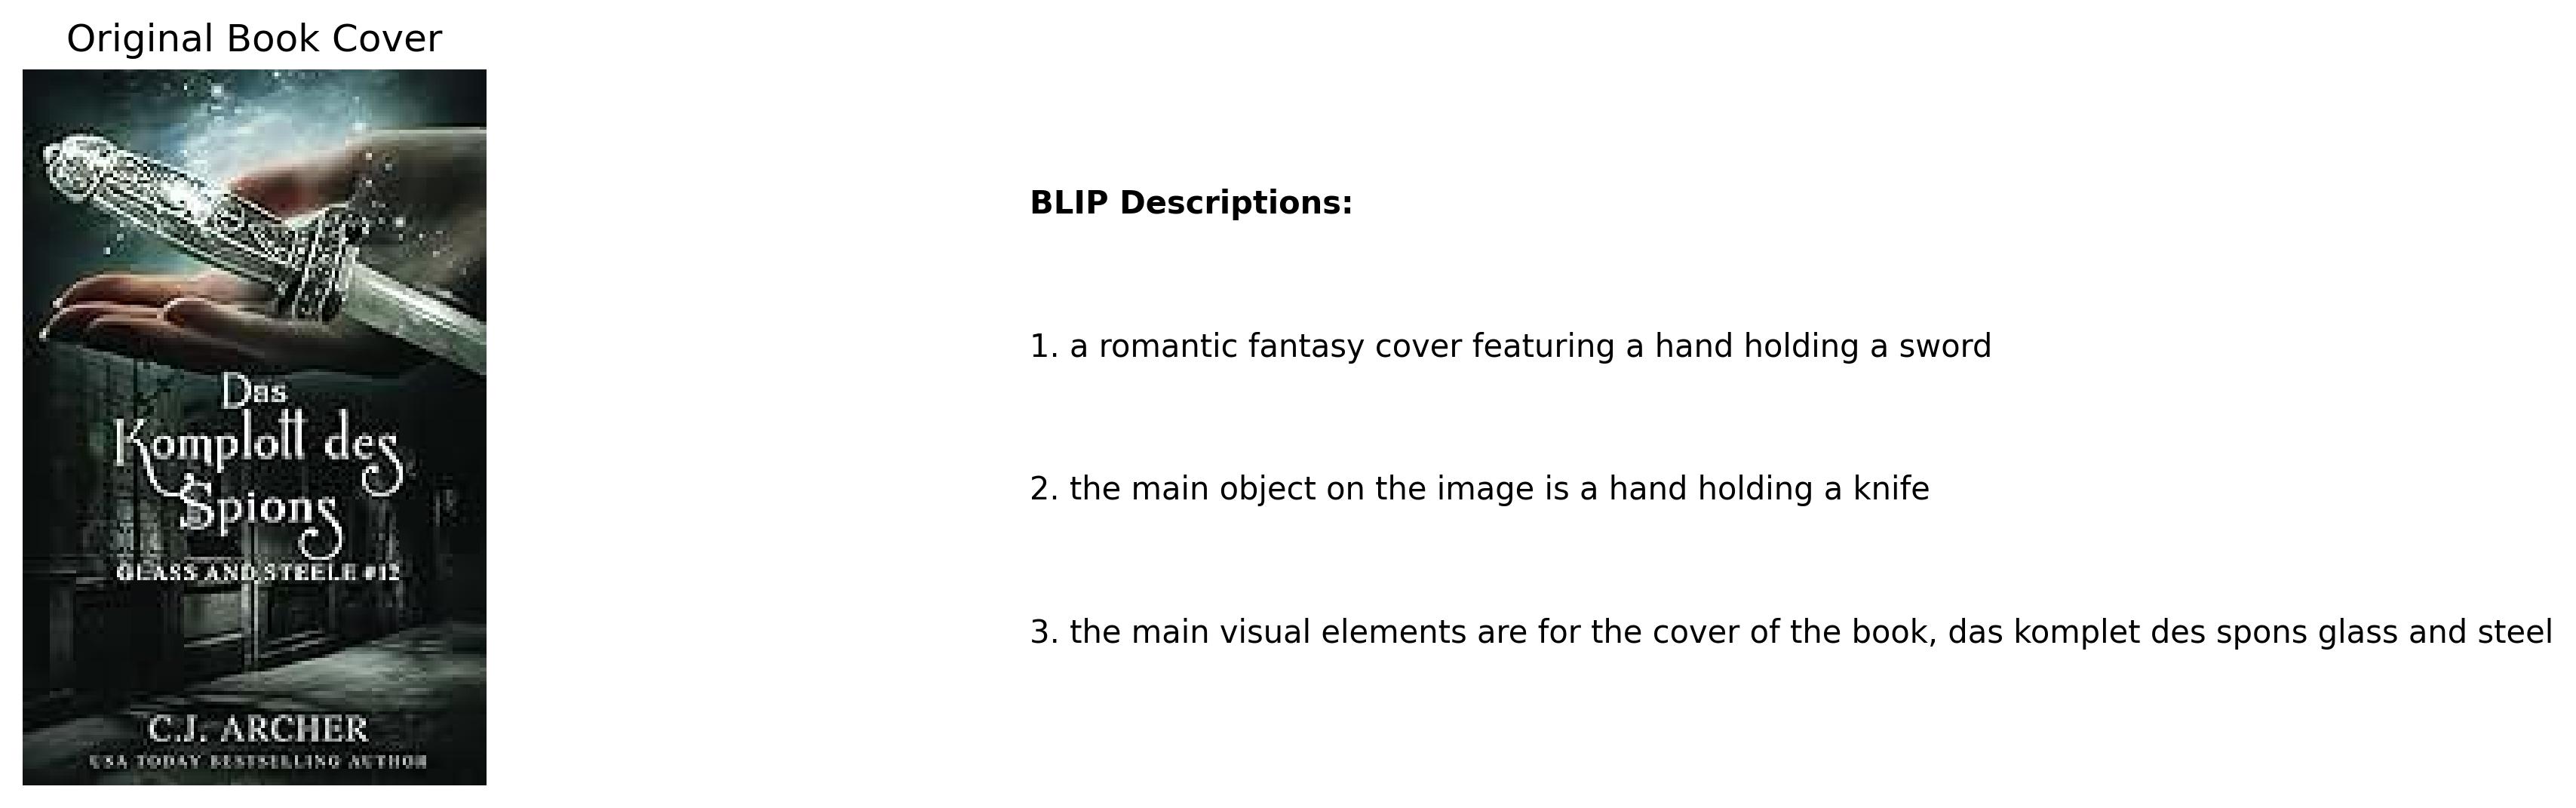 Original Book Cover
Das
Komplott des
Spions
GLASS AND STEELE #12
C.J. ARCHER
USA TODAY BESTSELLING AUTHOR
BLIP Descriptions:
1. a romantic fantasy cover featuring a hand holding a sword
2. the main object on the image is a hand holding a knife
3. the main visual elements are for the cover of the book, das komplet des spons glass and steel